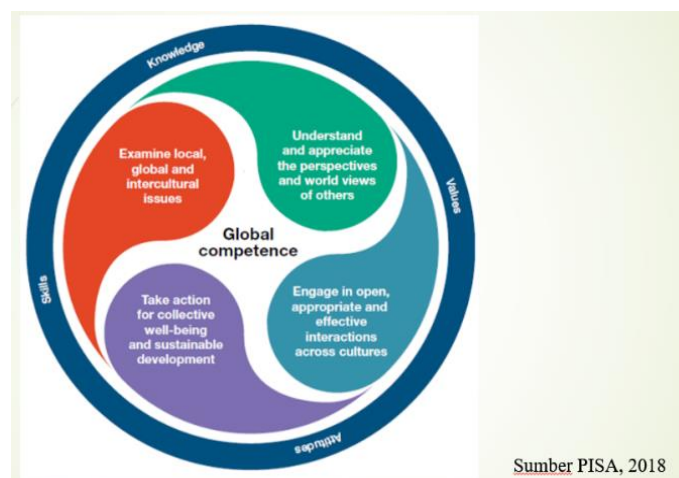 Knowledge
Examine local,
global and
intercultural
issues
Understand
and appreciate
the perspectives
and world views
of others
Values
Global
competence
Skills
Take action
for collective
well-being
and sustainable
development
Engage in open,
appropriate and
effective
interactions
across cultures
Attitudes
Sumber PISA, 2018